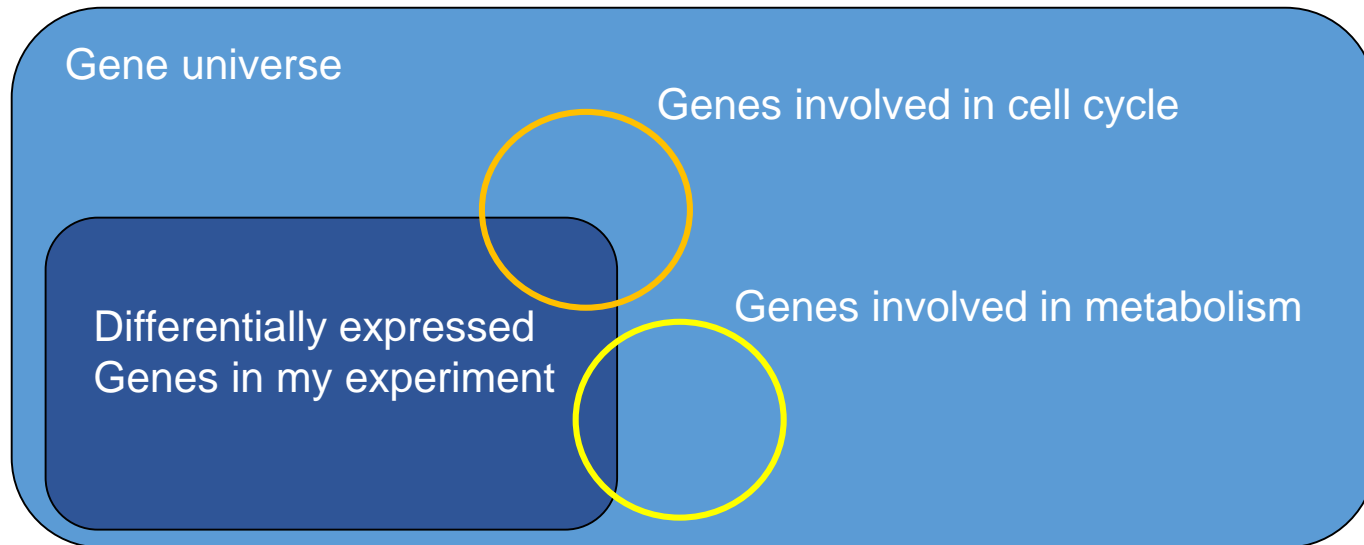 Gene universe
Genes involved in cell cycle
Genes involved in metabolism
Differentially expressed
Genes in my experiment